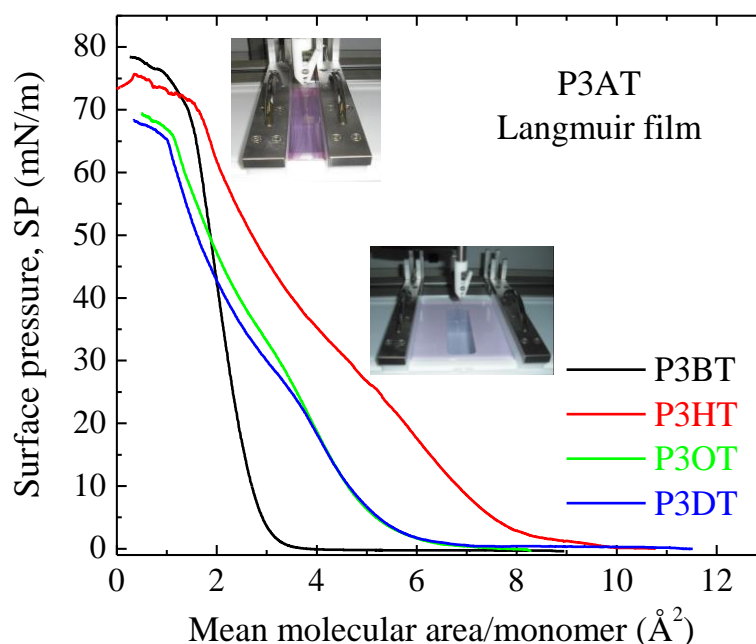 80
70
60
50
40
30
20
10
0
Surface pressure, SP (mN/m)
P3AT
Langmuir film
P3BT
P3HT
P3OT
P3DT
0 2 4 6 8 10 12
Mean molecular area/monomer (Å²)